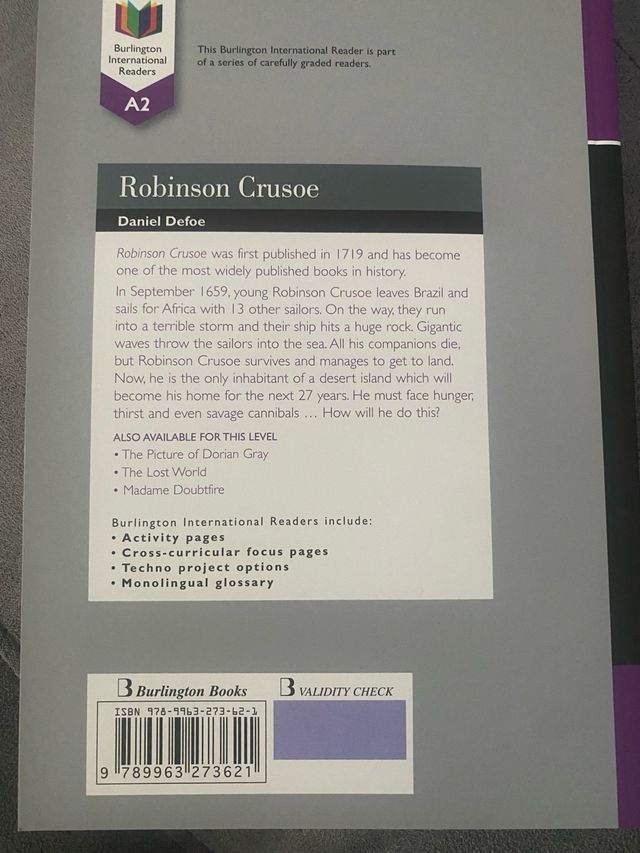 Burlington
International
Readers
A2
This Burlington International Reader is part
of a series of carefully graded readers.
Robinson Crusoe
Daniel Defoe
Robinson Crusoe was first published in 1719 and has become
one of the most widely published books in history.
In September 1659, young Robinson Crusoe leaves Brazil and
sails for Africa with 13 other sailors. On the way, they run
into a terrible storm and their ship hits a huge rock. Gigantic
waves throw the sailors into the sea. All his companions die,
but Robinson Crusoe survives and manages to get to land.
Now, he is the only inhabitant of a desert island which will
become his home for the next 27 years. He must face hunger,
thirst and even savage cannibals … How will he do this?
ALSO AVAILABLE FOR THIS LEVEL
• The Picture of Dorian Gray
• The Lost World
• Madame Doubtfire
Burlington International Readers include:
• Activity pages
• Cross-curricular focus pages
• Techno project options
• Monolingual glossary
B Burlington Books
B VALIDITY CHECK
ISBN 978-9963-273-62-1
9 789963 273621